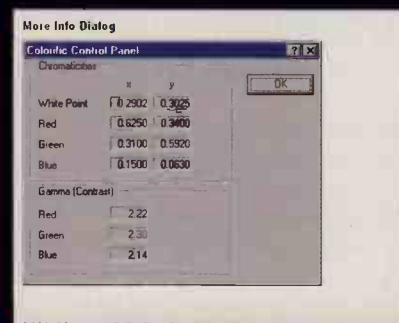 More Info Dialog
Colorific Control Panel
? X
Chromaticities
x y
OK
White Point 0.2902 0.3025
Red 0.6250 0.3400
Green 0.3100 0.5920
Blue 0.1500 0.0630
Gamma (Contrast)
Red 2.22
Green
Blue 2.14